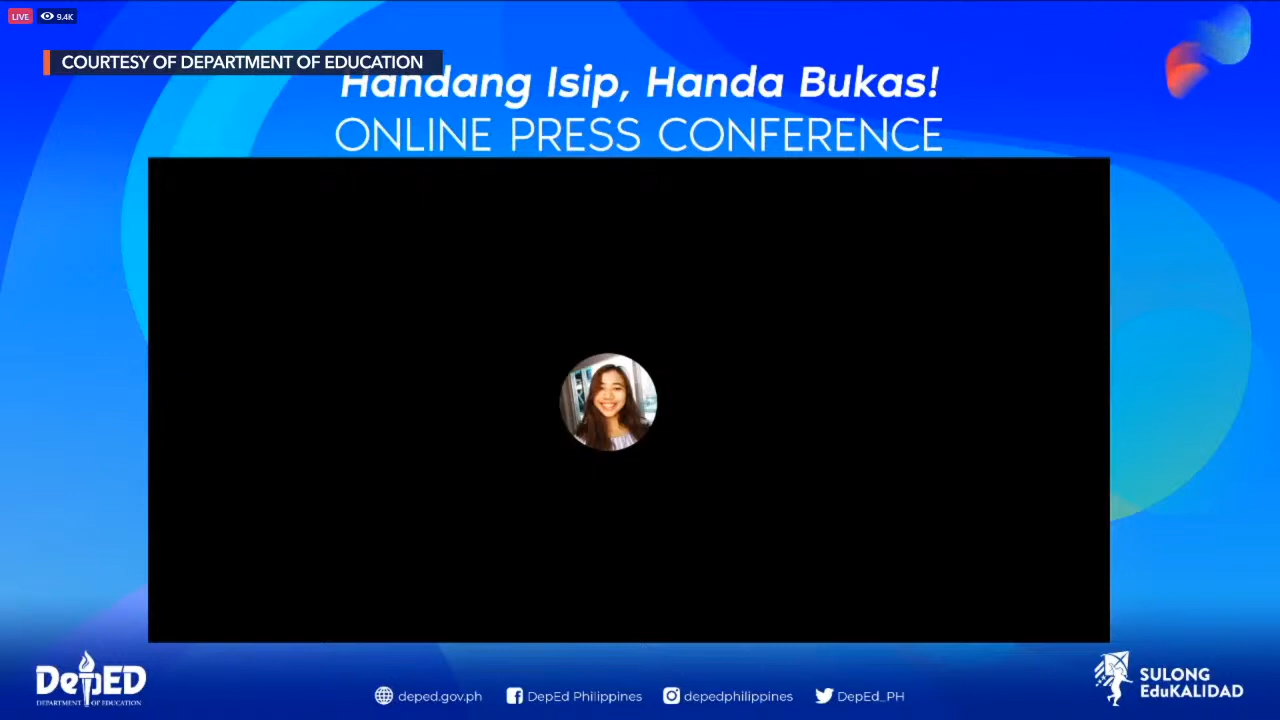 LIVE
9.4K
COURTESY OF DEPARTMENT OF EDUCATION
Handang Isip, Handa Bukas!
ONLINE PRESS CONFERENCE
DepED
DEPARTMENT OF EDUCATION
deped.gov.ph
DepEd Philippines
depedphilippines
DepEd_PH
SULONG
EduKALIDAD